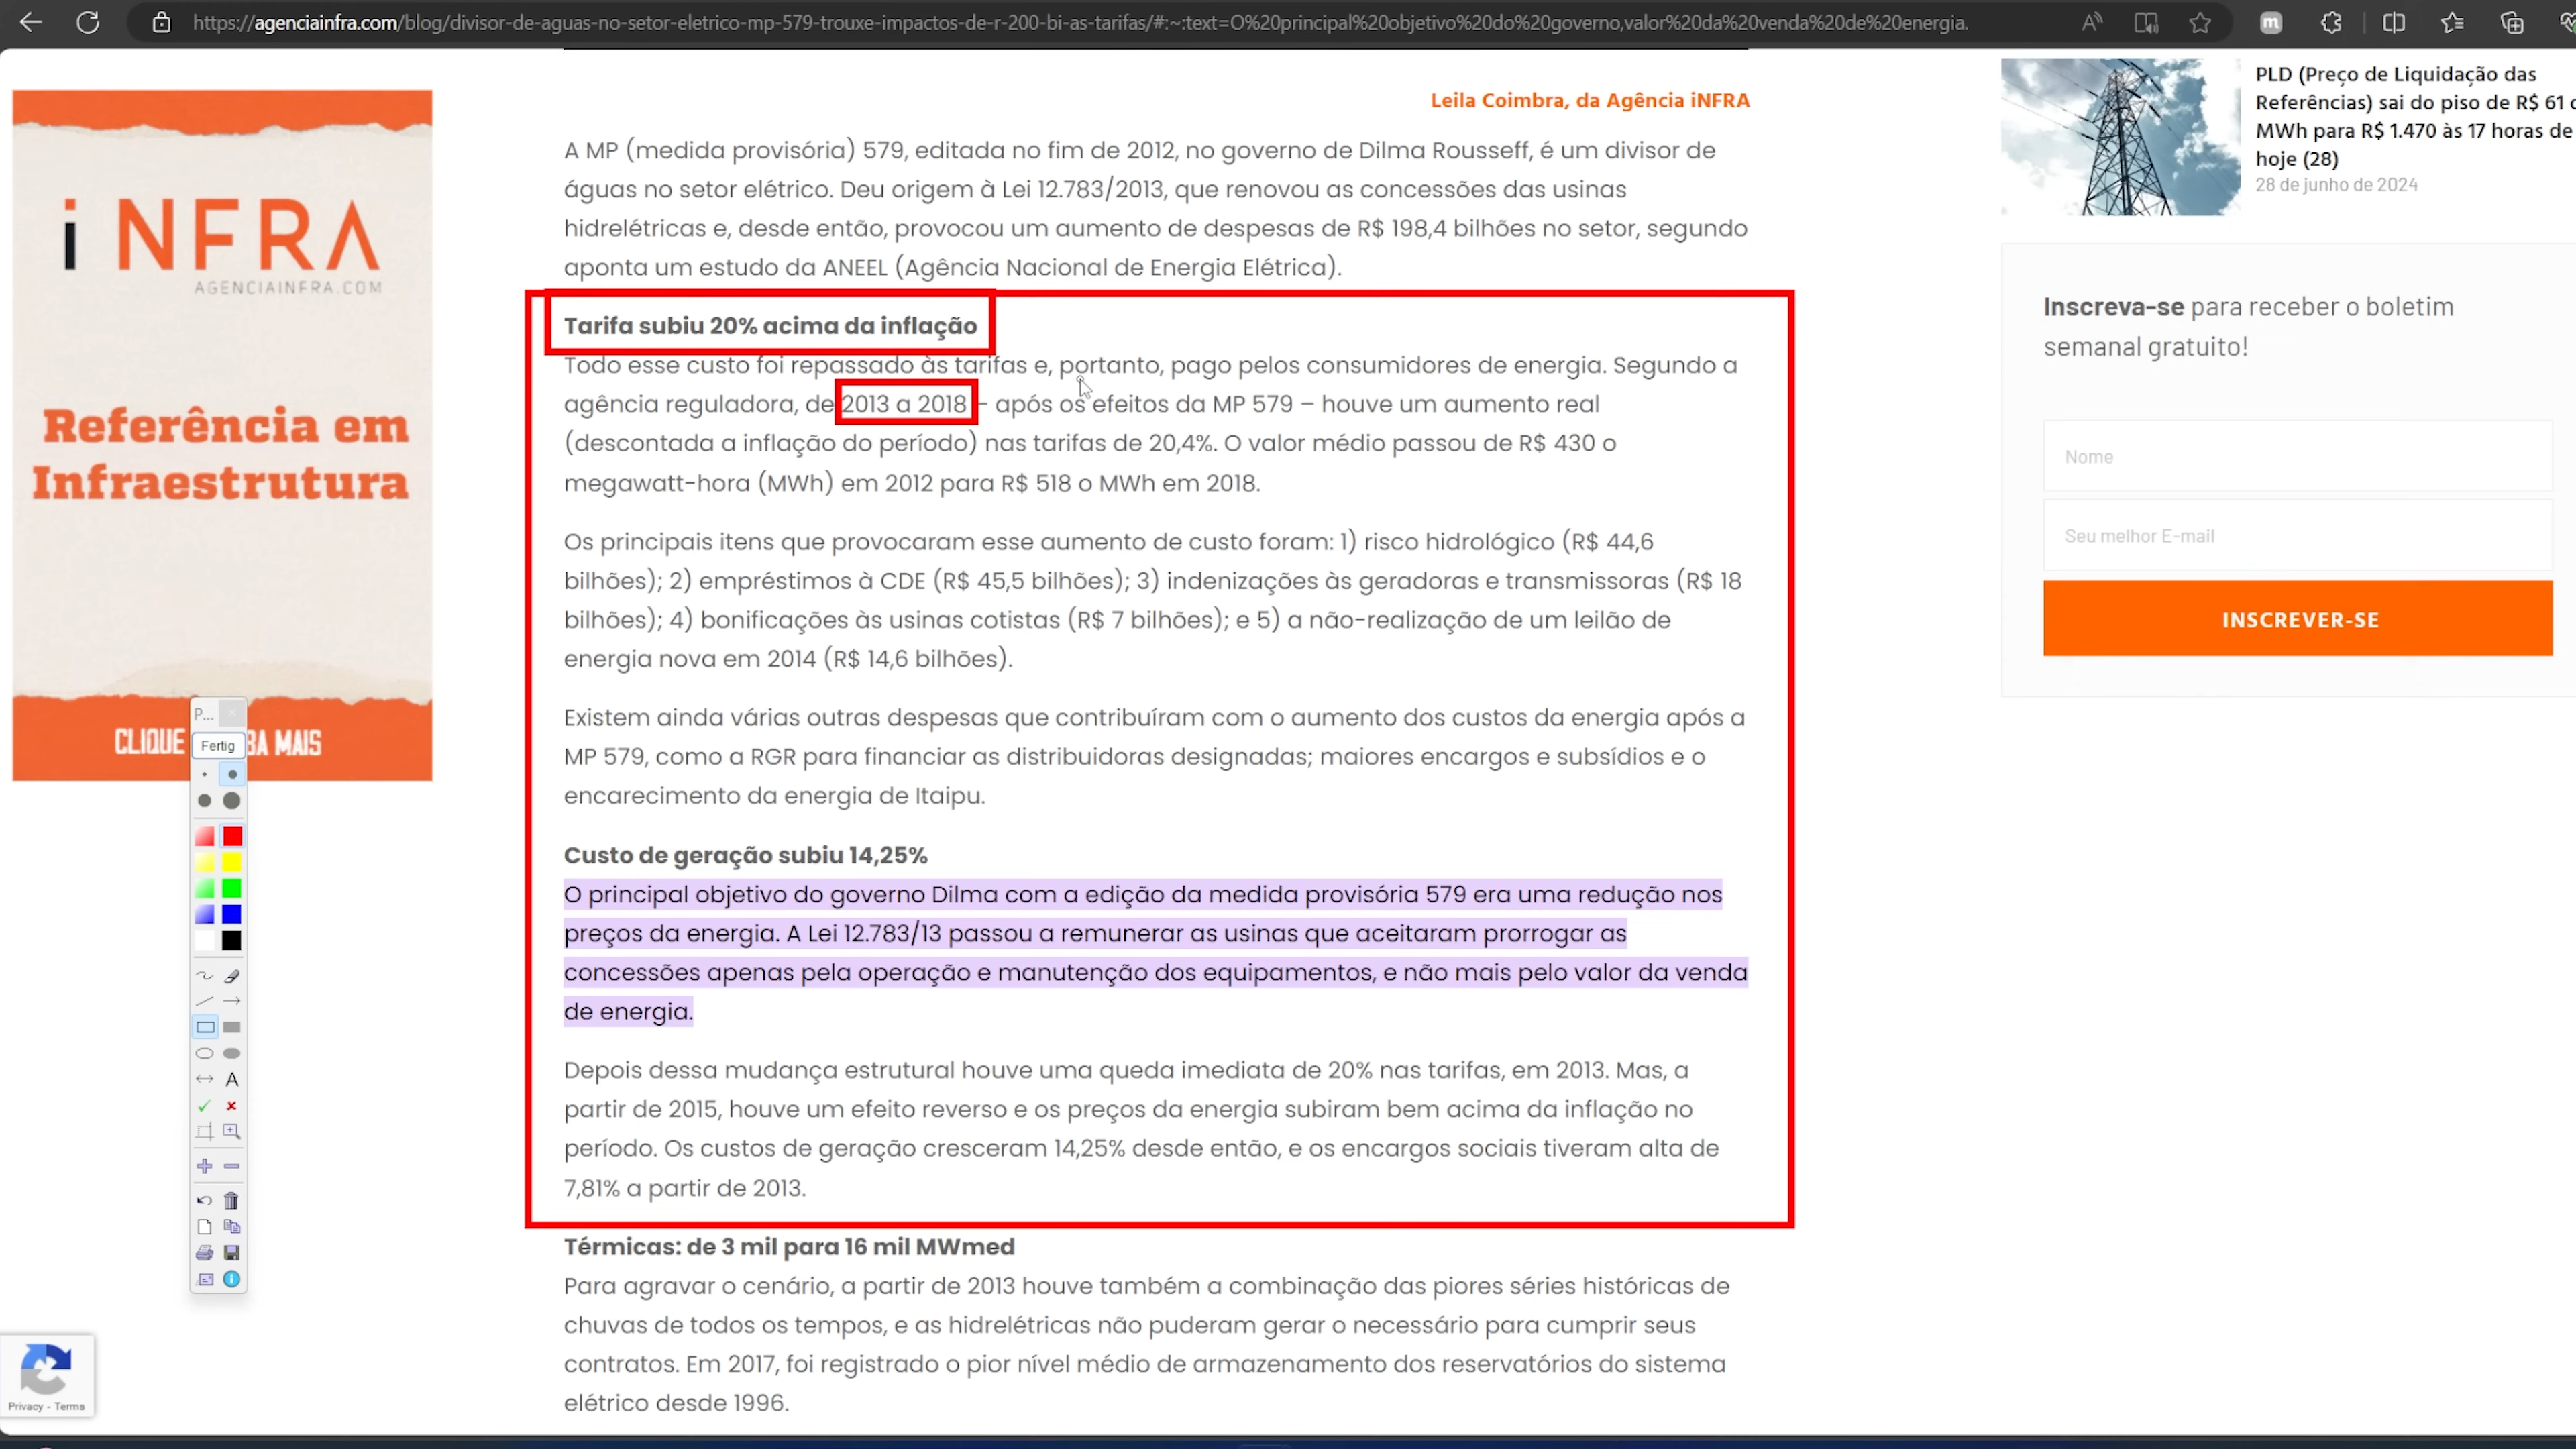 https://agenciainfra.com/blog/divisor-de-aguas-no-setor-eletrico-mp-579-trouxe-impactos-de-r-200-bi-as-tarifas/#:~:text=O%20principal%20objetivo%20do%20governo,valor%20da%20venda%20de%20energia.
iNFRA
AGENCIAINFRA.COM
Referência em
Infraestrutura
CLIQUE
BA MAIS
P...
Fertig
A
Privacy - Terms
Leila Coimbra, da Agência iNFRA
A MP (medida provisória) 579, editada no fim de 2012, no governo de Dilma Rousseff, é um divisor de
águas no setor elétrico. Deu origem à Lei 12.783/2013, que renovou as concessões das usinas
hidrelétricas e, desde então, provocou um aumento de despesas de R$ 198,4 bilhões no setor, segundo
aponta um estudo da ANEEL (Agência Nacional de Energia Elétrica).
Tarifa subiu 20% acima da inflação
Todo esse custo foi repassado às tarifas e, portanto, pago pelos consumidores de energia. Segundo a
agência reguladora, de 2013 a 2018 – após os efeitos da MP 579 – houve um aumento real
(descontada a inflação do período) nas tarifas de 20,4%. O valor médio passou de R$ 430 o
megawatt-hora (MWh) em 2012 para R$ 518 o MWh em 2018.
Os principais itens que provocaram esse aumento de custo foram: 1) risco hidrológico (R$ 44,6
bilhões); 2) empréstimos à CDE (R$ 45,5 bilhões); 3) indenizações às geradoras e transmissoras (R$ 18
bilhões); 4) bonificações às usinas cotistas (R$ 7 bilhões); e 5) a não-realização de um leilão de
energia nova em 2014 (R$ 14,6 bilhões).
Existem ainda várias outras despesas que contribuíram com o aumento dos custos da energia após a
MP 579, como a RGR para financiar as distribuidoras designadas; maiores encargos e subsídios e o
encarecimento da energia de Itaipu.
Custo de geração subiu 14,25%
O principal objetivo do governo Dilma com a edição da medida provisória 579 era uma redução nos
preços da energia. A Lei 12.783/13 passou a remunerar as usinas que aceitaram prorrogar as
concessões apenas pela operação e manutenção dos equipamentos, e não mais pelo valor da venda
de energia.
Depois dessa mudança estrutural houve uma queda imediata de 20% nas tarifas, em 2013. Mas, a
partir de 2015, houve um efeito reverso e os preços da energia subiram bem acima da inflação no
período. Os custos de geração cresceram 14,25% desde então, e os encargos sociais tiveram alta de
7,81% a partir de 2013.
Térmicas: de 3 mil para 16 mil MWmed
Para agravar o cenário, a partir de 2013 houve também a combinação das piores séries históricas de
chuvas de todos os tempos, e as hidrelétricas não puderam gerar o necessário para cumprir seus
contratos. Em 2017, foi registrado o pior nível médio de armazenamento dos reservatórios do sistema
elétrico desde 1996.
PLD (Preço de Liquidação das
Referências) sai do piso de R$ 61
MWh para R$ 1.470 às 17 horas de
hoje (28)
28 de junho de 2024
Inscreva-se para receber o boletim
semanal gratuito!
Nome
Seu melhor E-mail
INSCREVER-SE